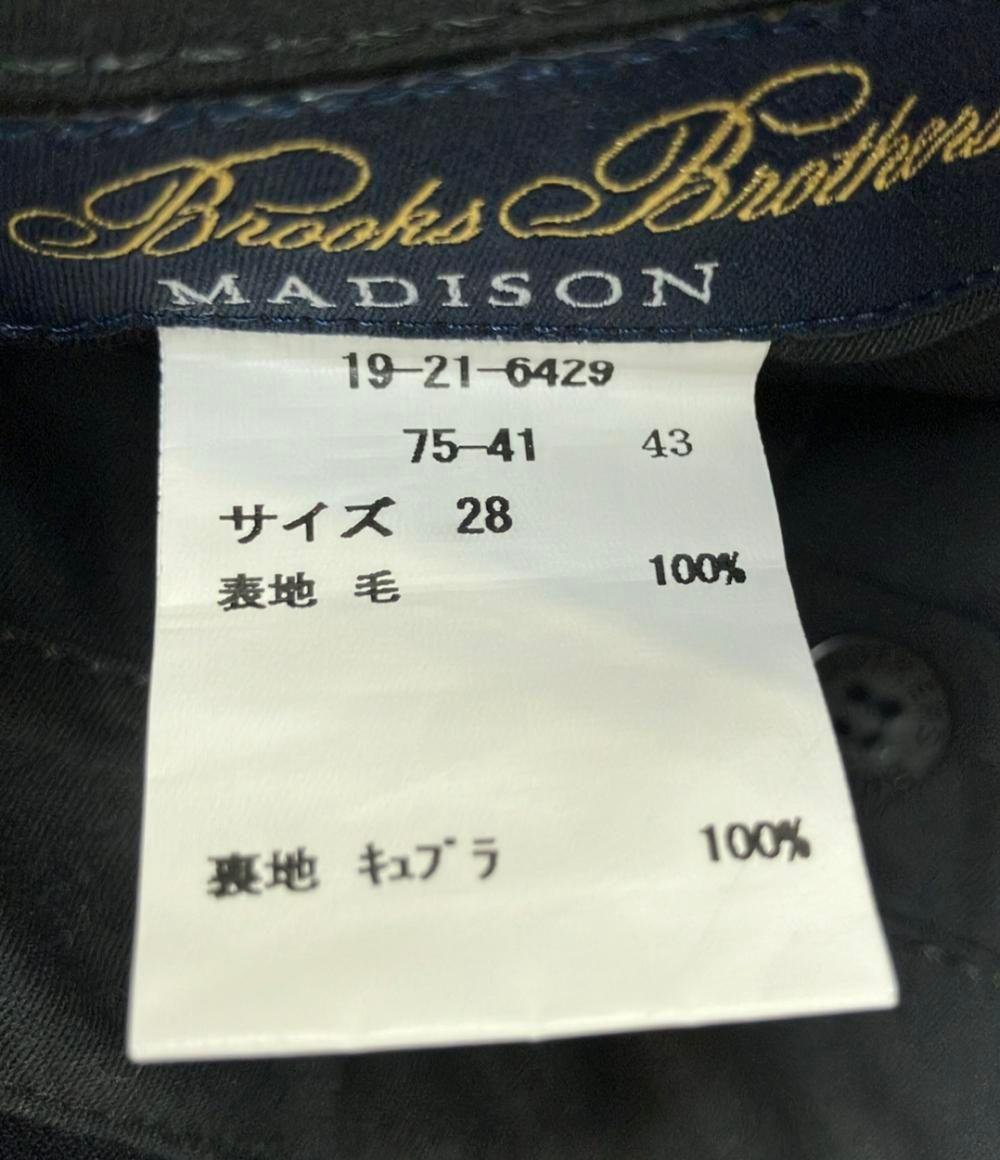 Brooks Brothers
MADISON
19-21-6429
75-41 43
サイズ 28
表地 毛 100%
裏地 キュプラ 100%